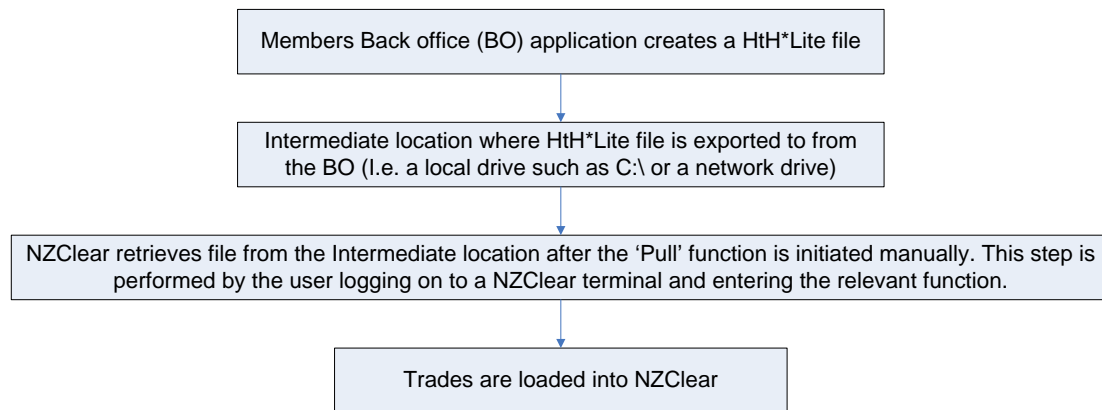 Members Back office (BO) application creates a HtH*Lite file
Intermediate location where HtH*Lite file is exported to from
the BO (I.e. a local drive such as C:\ or a network drive)
NZClear retrieves file from the Intermediate location after the ‘Pull’ function is initiated manually. This step is
performed by the user logging on to a NZClear terminal and entering the relevant function.
Trades are loaded into NZClear